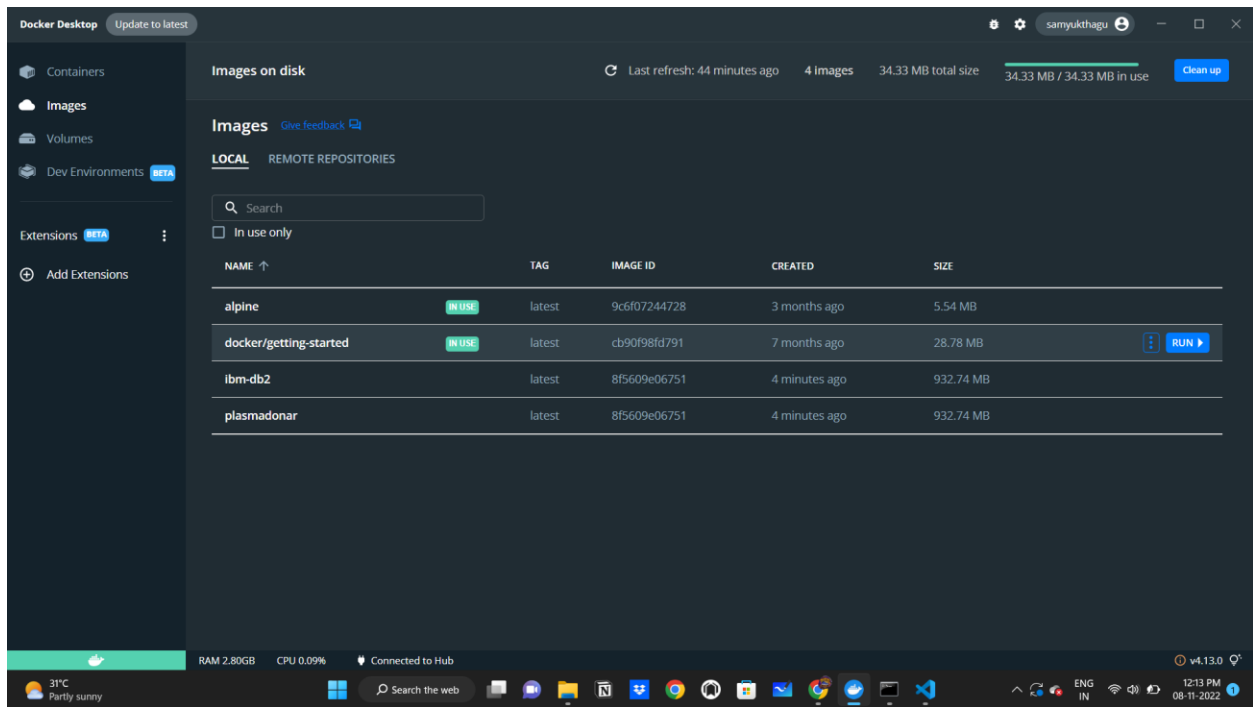 Docker Desktop Update to latest samyukthagu
Containers
Images
Volumes
Dev Environments BETA
Extensions BETA
Add Extensions
Images on disk Last refresh: 44 minutes ago 4 images 34.33 MB total size 34.33 MB / 34.33 MB in use Clean up
Images Give feedback
LOCAL REMOTE REPOSITORIES
Search
In use only
NAME TAG IMAGE ID CREATED SIZE
alpine IN USE latest 9c6f07244728 3 months ago 5.54 MB
docker/getting-started IN USE latest cb90f98fd791 7 months ago 28.78 MB RUN
ibm-db2 latest 8f5609e06751 4 minutes ago 932.74 MB
plasmadonar latest 8f5609e06751 4 minutes ago 932.74 MB
RAM 2.80GB CPU 0.09% Connected to Hub v4.13.0
31°C
Partly sunny
Search the web
ENG
IN
12:13 PM
08-11-2022
1